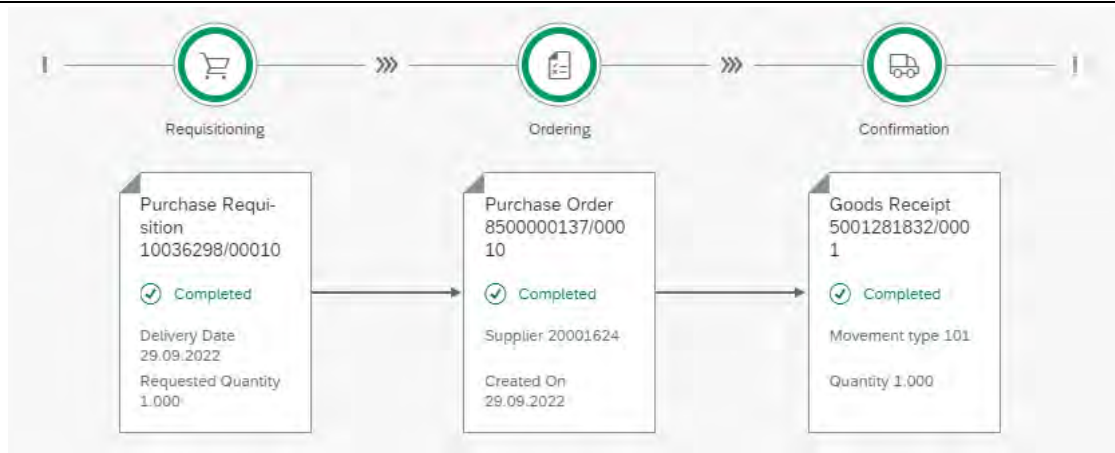 Requisitioning
Ordering
Confirmation
Purchase Requi-
sition
10036298/00010
Completed
Delivery Date
29.09.2022
Requested Quantity
1.000
Purchase Order
8500000137/000
10
Completed
Supplier 20001624
Created On
29.09.2022
Goods Receipt
5001281832/000
1
Completed
Movement type 101
Quantity 1.000